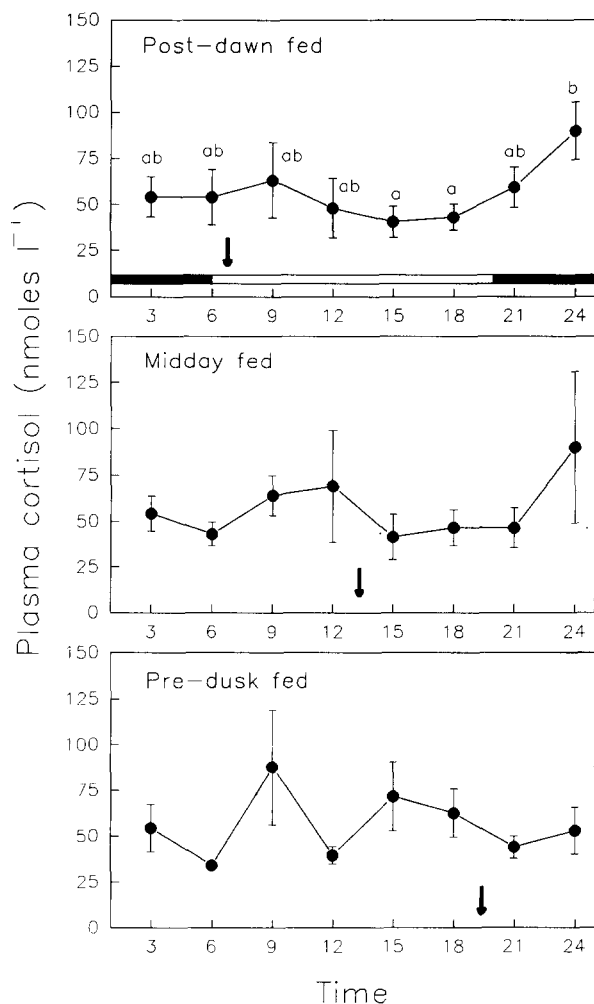 Plasma cortisol (nmoles l⁻¹)
150
Post-dawn fed
125
b
100
ab ab ab ab a a ab
75
50
25
0
3 6 9 12 15 18 21 24
150
Midday fed
125
100
75
50
25
0
3 6 9 12 15 18 21 24
150
Pre-dusk fed
125
100
75
50
25
0
3 6 9 12 15 18 21 24
Time